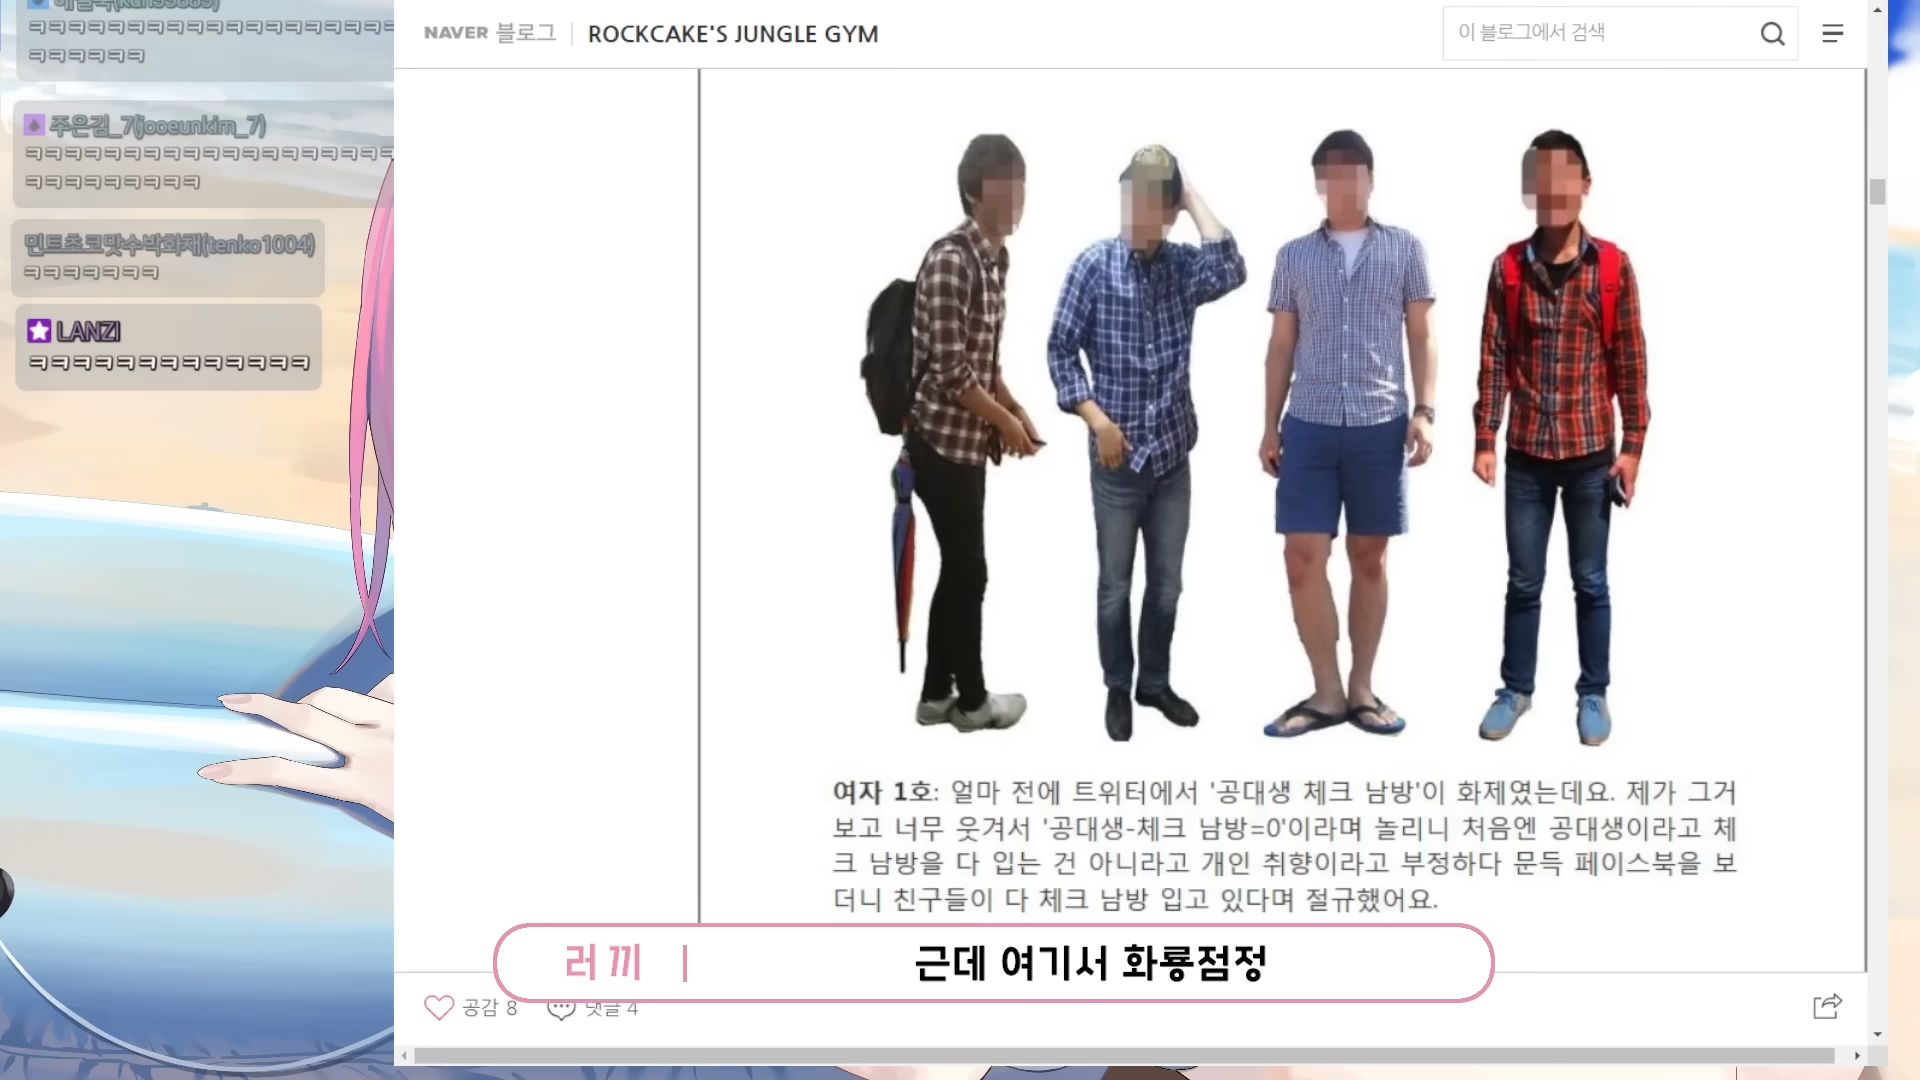 ㅋㅋㅋㅋㅋㅋㅋㅋㅋㅋㅋㅋㅋㅋㅋㅋㅋㅋㅋ
ㅋㅋㅋㅋㅋㅋ
주은김_7(jooeunkim_7)
ㅋㅋㅋㅋㅋㅋㅋㅋㅋㅋㅋㅋㅋㅋㅋㅋㅋㅋㅋ
ㅋㅋㅋㅋㅋㅋㅋㅋㅋ
민트초코맛수박화채(tenko1004)
ㅋㅋㅋㅋㅋㅋㅋ
LANZI
ㅋㅋㅋㅋㅋㅋㅋㅋㅋㅋㅋㅋㅋ
NAVER 블로그 ROCKCAKE'S JUNGLE GYM
이 블로그에서 검색
여자 1호: 얼마 전에 트위터에서 '공대생 체크 남방'이 화제였는데요. 제가 그거
보고 너무 웃겨서 '공대생-체크 남방=0'이라며 놀리니 처음엔 공대생이라고 체
크 남방을 다 입는 건 아니라고 개인 취향이라고 부정하다 문득 페이스북을 보
더니 친구들이 다 체크 남방 입고 있다며 절규했어요.
러끼 | 근데 여기서 화룡점정
공감 8 댓글 4